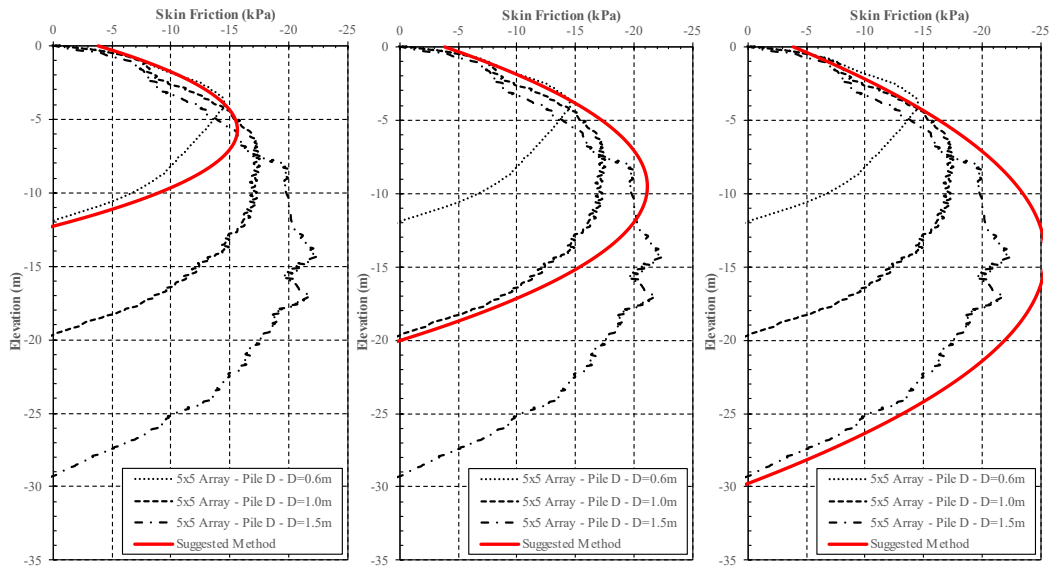 Skin Friction (kPa)
0 -5 -10 -15 -20 -25
0
-5
-10
-15
-20
-25
-30
-35
Elevation (m)
5x5 Array - Pile D - D=0.6m
5x5 Array - Pile D - D=1.0m
5x5 Array - Pile D - D=1.5m
Suggested Method
Skin Friction (kPa)
0 -5 -10 -15 -20 -25
0
-5
-10
-15
-20
-25
-30
-35
Elevation (m)
5x5 Array - Pile D - D=0.6m
5x5 Array - Pile D - D=1.0m
5x5 Array - Pile D - D=1.5m
Suggested Method
Skin Friction (kPa)
0 -5 -10 -15 -20 -25
0
-5
-10
-15
-20
-25
-30
-35
Elevation (m)
5x5 Array - Pile D - D=0.6m
5x5 Array - Pile D - D=1.0m
5x5 Array - Pile D - D=1.5m
Suggested Method